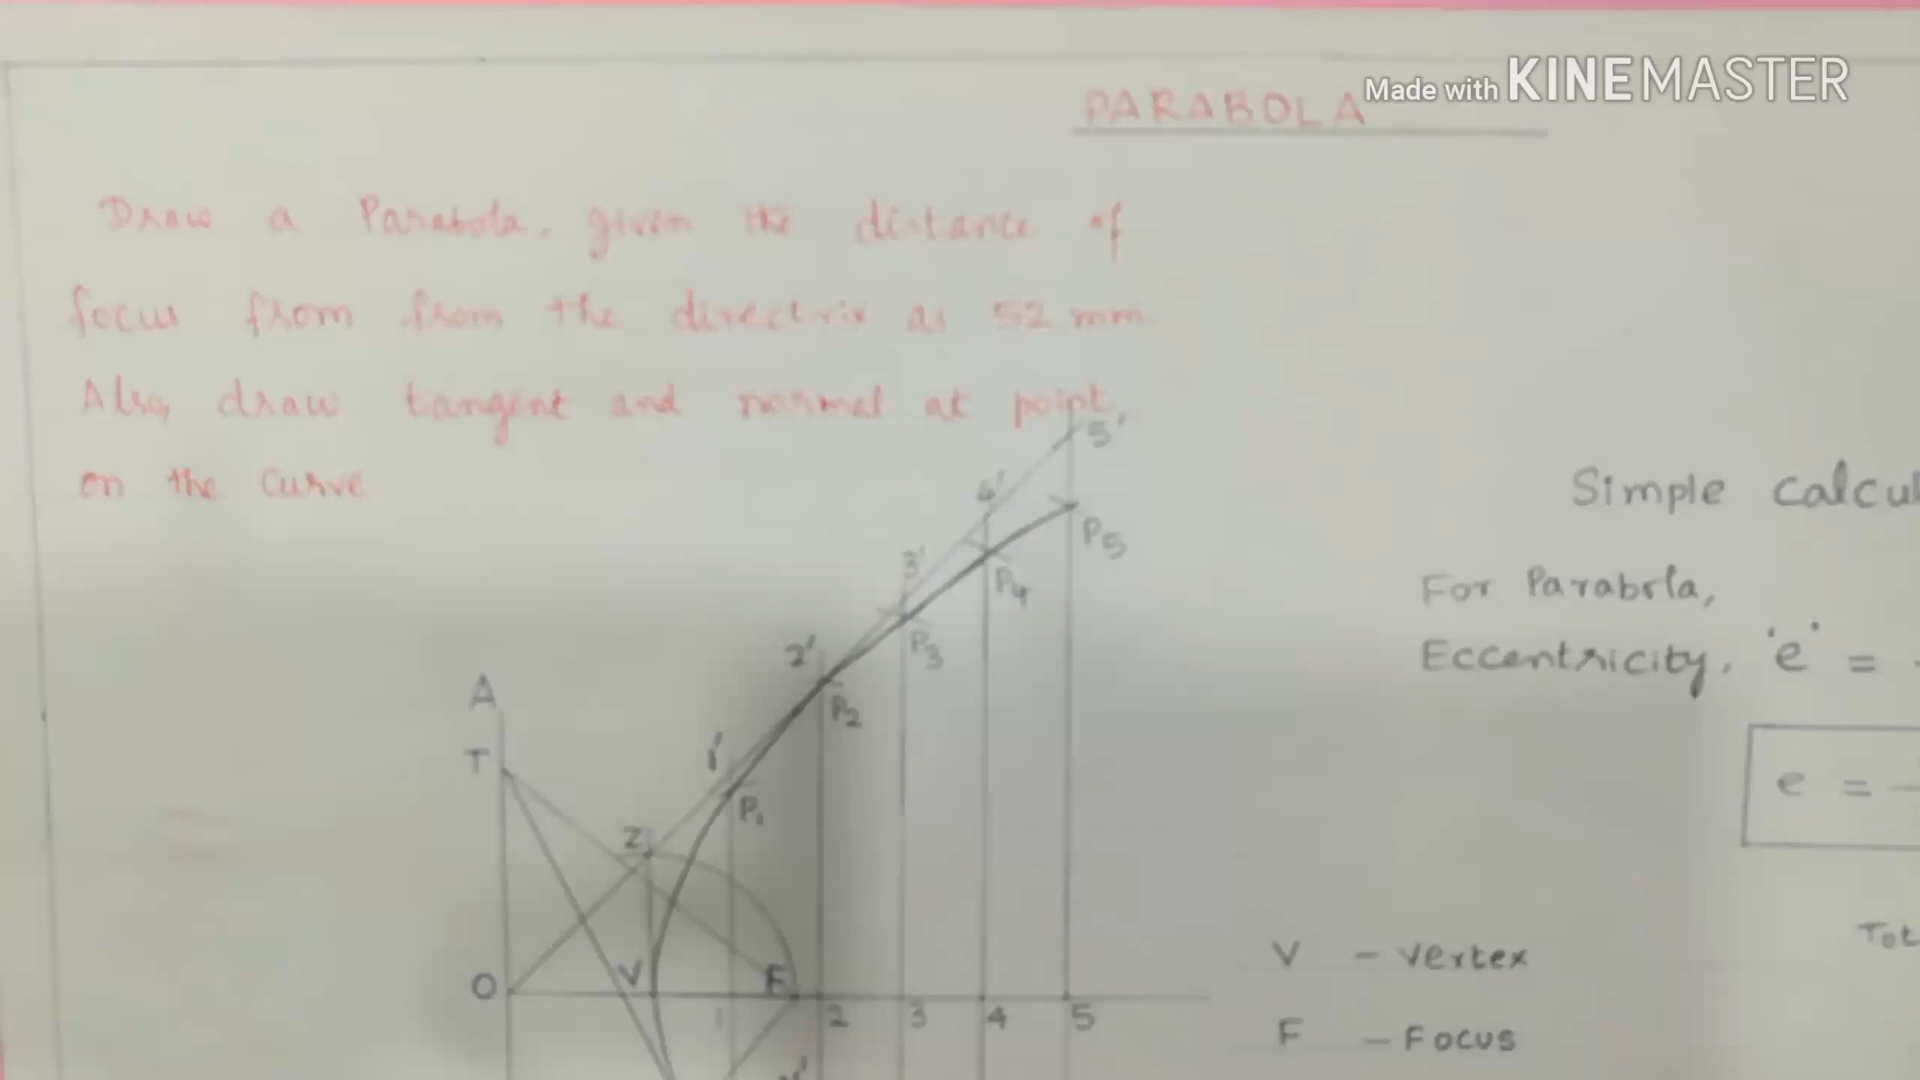 PARABOLA
Made with KINEMASTER
Draw a Parabola, given the distance of
focus from from the directrix as 52 mm
Also, draw tangent and normal at point,
on the curve
5'
4'
3'
P5
P4
2'
P3
P2
A
T
1'
P1
Z
O
V
F
1
2
3
4
5
Simple calcul
For Parabola,
Eccentricity, 'e' =
e =
Tot
V - Vertex
F - Focus